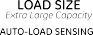 LOAD SIZE
Extra Large Capacity
AUTO-LOAD SENSING